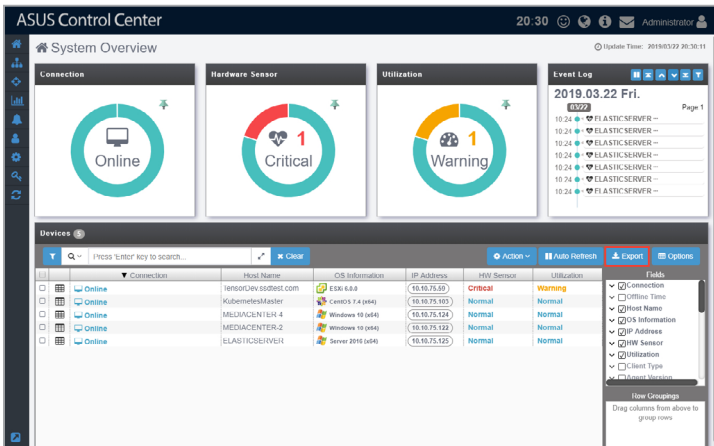 ASUS Control Center
20:30
Administrator
System Overview
Update Time: 2019/03/22 20:30:11
Connection
Online
Hardware Sensor
1
Critical
Utilization
1
Warning
Event Log
2019.03.22 Fri.
03/22
Page:1
10:24 ELASTICSERVER --
10:24 ELASTICSERVER --
10:24 ELASTICSERVER --
10:24 ELASTICSERVER --
10:24 ELASTICSERVER --
10:24 ELASTICSERVER --
10:24 ELASTICSERVER --
Devices 5
Press 'Enter' key to search...
Clear
Action
Auto Refresh
Export
Options
Connection Host Name OS Information IP Address HW Sensor Utilization
Online TensorDev.ssdtest.com ESXi 6.0.0 10.10.75.59 Critical Warning
Online KubernetesMaster CentOS 7.4 (x64) 10.10.75.103 Normal Normal
Online MEDIACENTER-4 Windows 10 (x64) 10.10.75.124 Normal Normal
Online MEDIACENTER-2 Windows 10 (x64) 10.10.75.122 Normal Normal
Online ELASTICSERVER Server 2016 (x64) 10.10.75.125 Normal Normal
Fields
Connection
Offline Time
Host Name
OS Information
IP Address
HW Sensor
Utilization
Client Type
Agent Version
Row Groupings
Drag columns from above to
group rows